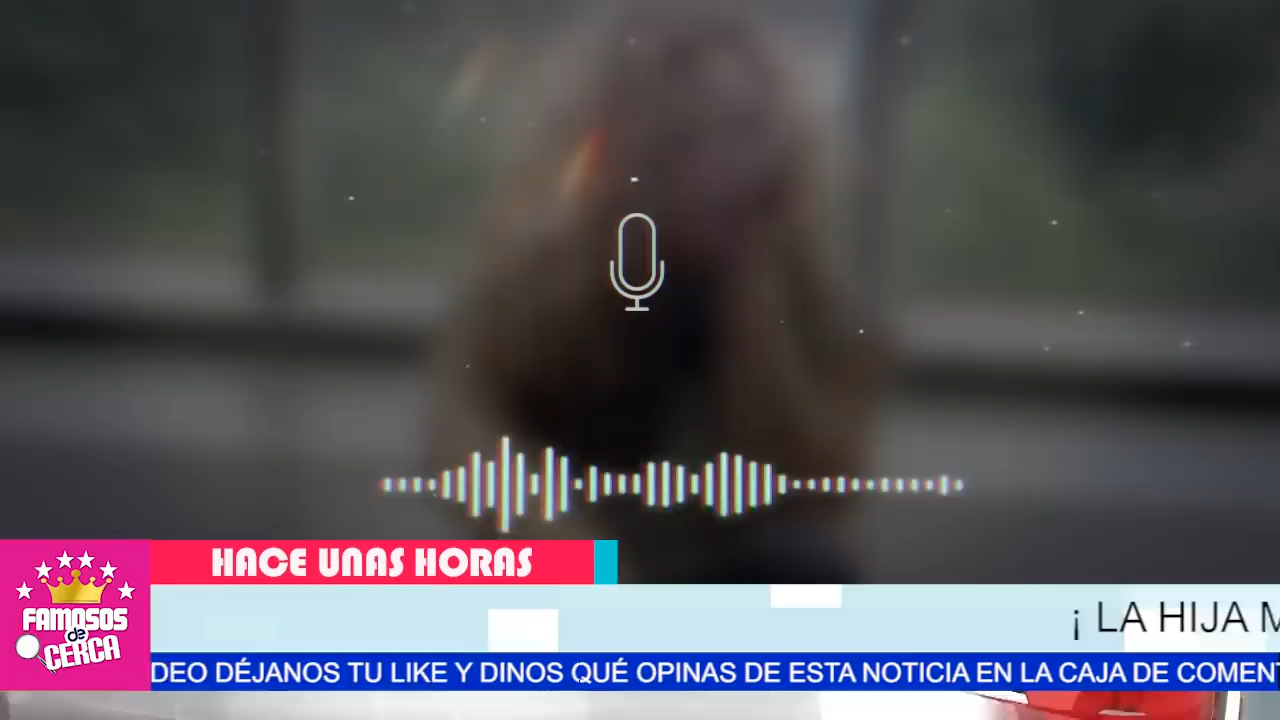 HACE UNAS HORAS
FAMOSOS
de
CERCA
¡ LA HIJA
DEO DÉJANOS TU LIKE Y DINOS QUÉ OPINAS DE ESTA NOTICIA EN LA CAJA DE COMENT